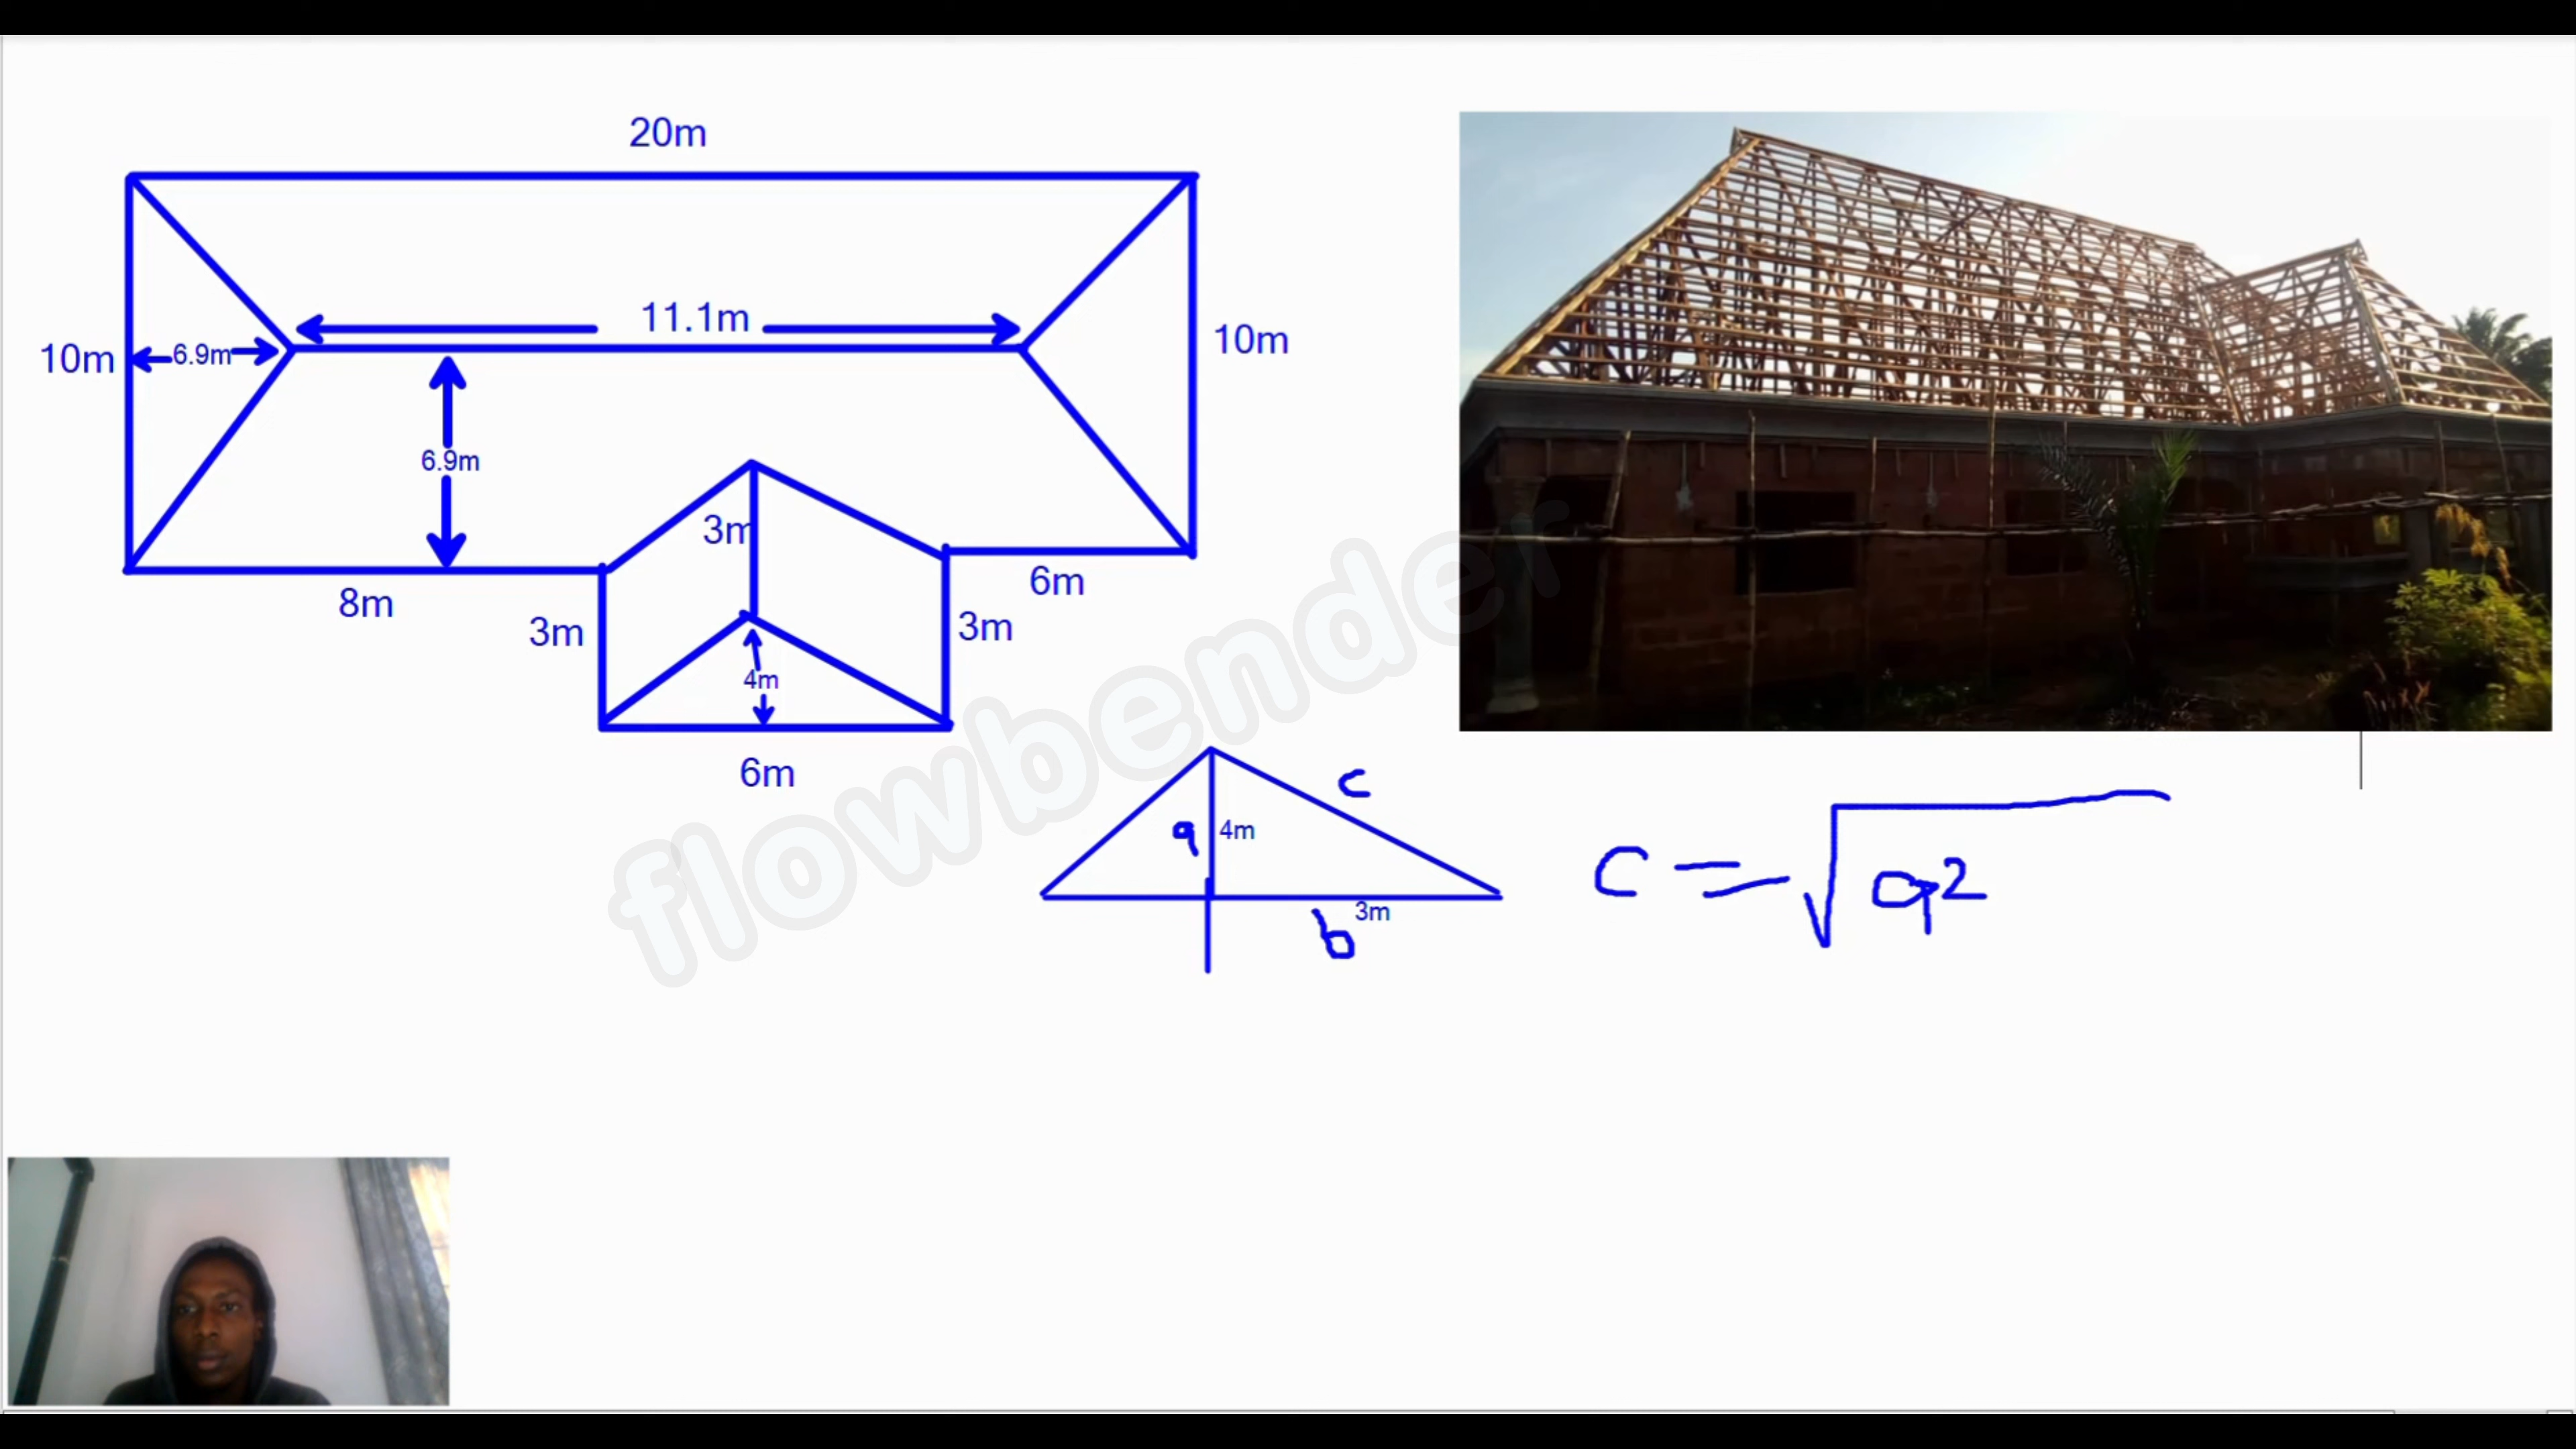 20m
11.1m
10m
6.9m
10m
6.9m
3m
8m
6m
3m
3m
4m
6m
flowbender
c
a 4m
3m
b
c = √a²